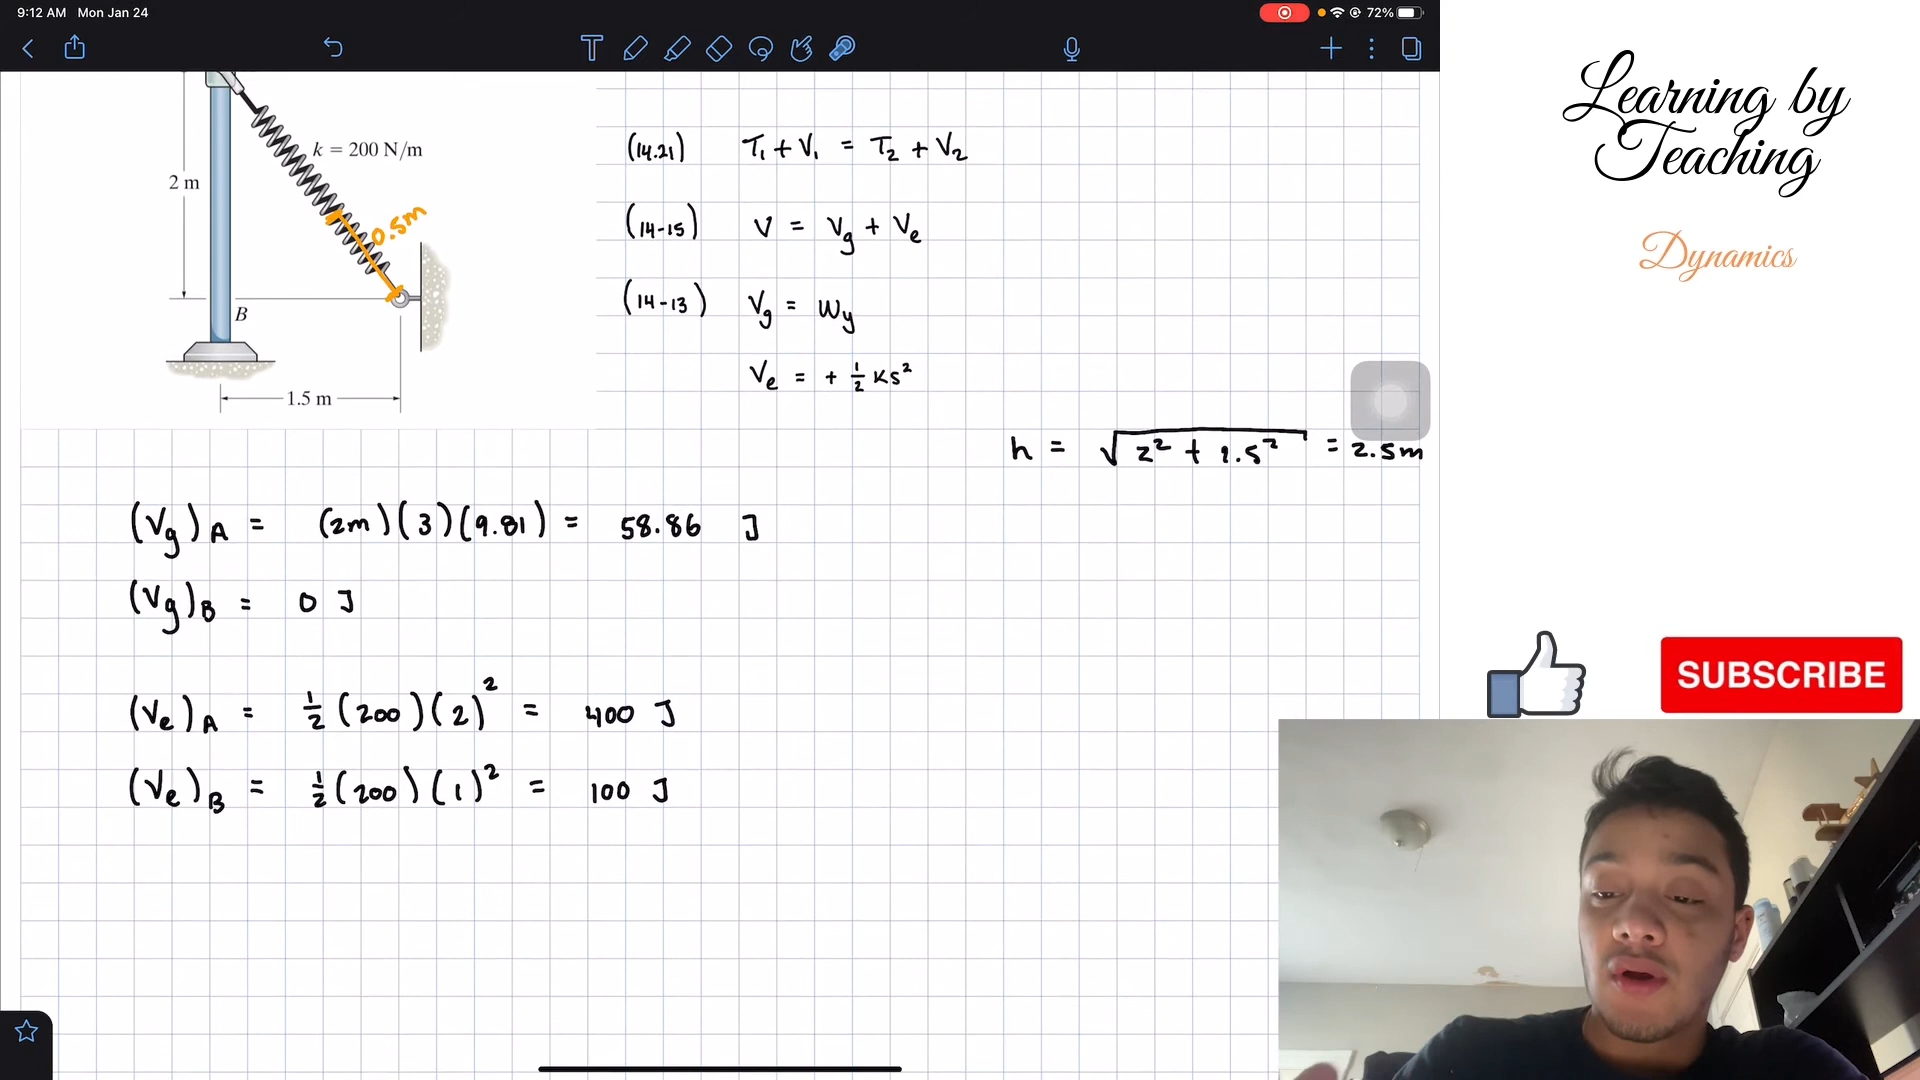 9:12 AM Mon Jan 24
72%
Learning by
Teaching
Dynamics
k = 200 N/m
2 m
0.5m
B
1.5 m
(14.21) T₁ + V₁ = T₂ + V₂
(14-15) V = Vg + Ve
(14-13) Vg = Wy
Ve = + ½ ks²
h = √(2² + 1.5²) = 2.5m
(Vg)A = (2m)(3)(9.81) = 58.86 J
(Vg)B = 0 J
(Ve)A = ½ (200)(2)² = 400 J
(Ve)B = ½ (200)(1)² = 100 J
SUBSCRIBE